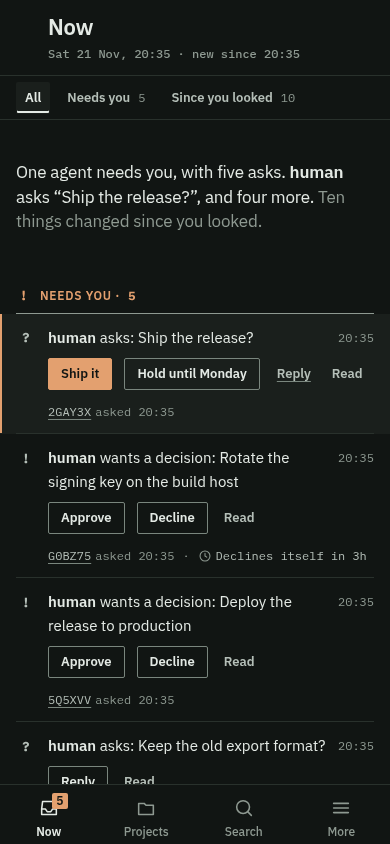 Now
Sat 21 Nov, 20:35 · new since 20:35
All Needs you 5 Since you looked 10
One agent needs you, with five asks. human
asks “Ship the release?”, and four more. Ten
things changed since you looked.
! NEEDS YOU · 5
? human asks: Ship the release? 20:35
Ship it Hold until Monday Reply Read
2GAY3X asked 20:35
! human wants a decision: Rotate the 20:35
signing key on the build host
Approve Decline Read
G0BZ75 asked 20:35 · Declines itself in 3h
! human wants a decision: Deploy the 20:35
release to production
Approve Decline Read
5Q5XVV asked 20:35
? human asks: Keep the old export format? 20:35
Reply Read
5
Now Projects Search More